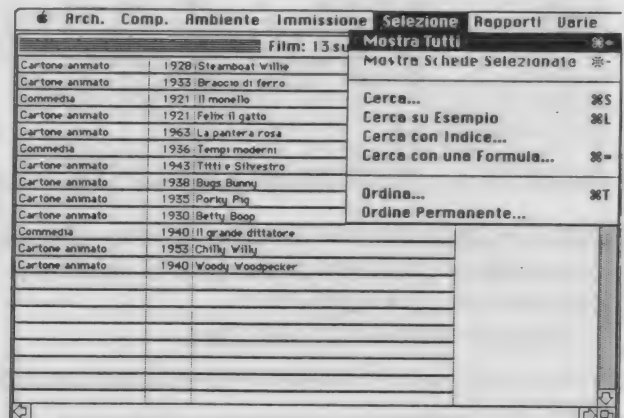 Arch. Comp. Ambiente Immissione Selezione Rapporti Varie
Film: 13 su
Mostra Tutti
Mostra Schede Selezionate
Cerca... ⌘S
Cerca su Esempio ⌘L
Cerca con Indice...
Cerca con una Formula... ⌘=
Ordina... ⌘T
Ordine Permanente...
Cartone animato 1928 Steamboat Willie
Cartone animato 1933 Braccio di ferro
Commedia 1921 Il monello
Cartone animato 1921 Felix il gatto
Cartone animato 1963 La pantera rosa
Commedia 1936 Tempi moderni
Cartone animato 1943 Titti e Silvestro
Cartone animato 1938 Bugs Bunny
Cartone animato 1935 Porky Pig
Cartone animato 1930 Betty Boop
Commedia 1940 Il grande dittatore
Cartone animato 1953 Chilly Willy
Cartone animato 1940 Woody Woodpecker